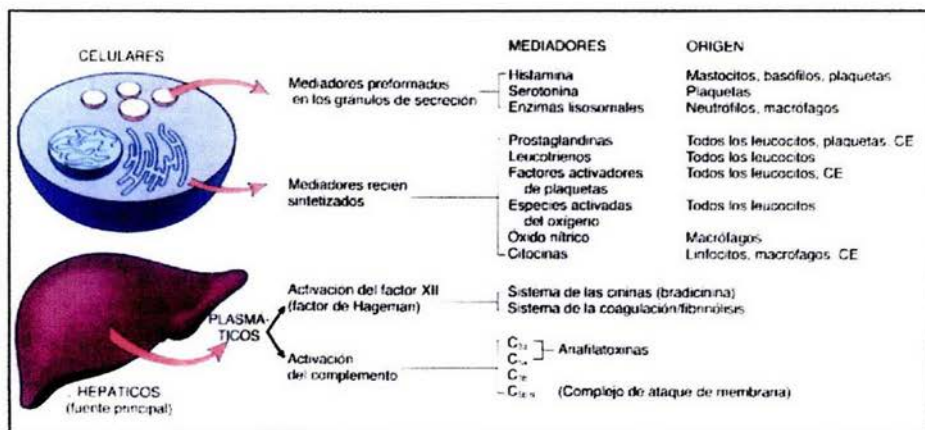 CELULARES
MEDIADORES ORIGEN
Mediadores preformados
en los gránulos de secreción
Histamina Mastocitos, basófilos, plaquetas
Serotonina Plaquetas
Enzimas lisosomales Neutrófilos, macrófagos
Mediadores recien
sintetizados
Prostaglandinas Todos los leucocitos, plaquetas. CE
Leucotrienos Todos los leucocitos
Factores activadores Todos los leucocitos, CE
de plaquetas
Especies activadas Todos los leucocitos
del oxígeno
Óxido nítrico Macrófagos
Citocinas Linfocitos, macrofagos. CE
HEPÁTICOS
(fuente principal)
PLASMÁ-
TICOS
Activación del factor XII
(factor de Hageman)
Sistema de las cininas (bradicinina)
Sistema de la coagulación/fibrinólisis
Activación
del complemento
C3a
C5a
Anafilatoxinas
(Complejo de ataque de membrana)